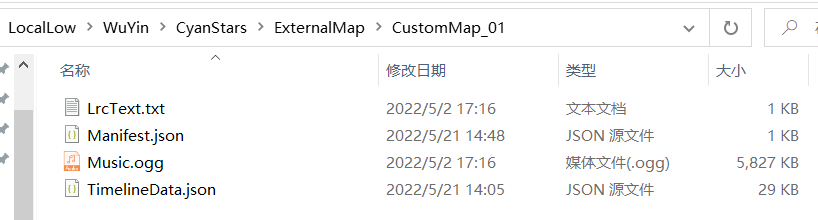 LocalLow > WuYin > CyanStars > ExternalMap > CustomMap_01
名称 修改日期 类型 大小
LrcText.txt 2022/5/2 17:16 文本文档 1 KB
Manifest.json 2022/5/21 14:48 JSON 源文件 1 KB
Music.ogg 2022/5/2 17:16 媒体文件(.ogg) 5,827 KB
TimelineData.json 2022/5/21 14:05 JSON 源文件 29 KB